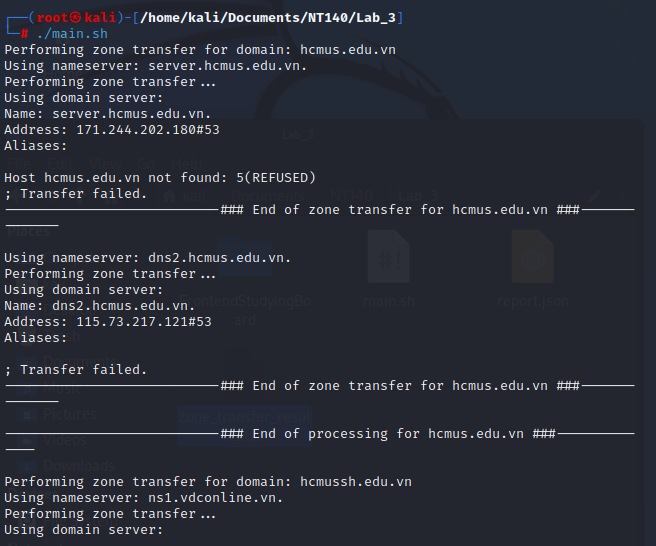 ┌──(root㉿kali)-[/home/kali/Documents/NT140/Lab_3]
└─# ./main.sh
Performing zone transfer for domain: hcmus.edu.vn
Using nameserver: server.hcmus.edu.vn.
Performing zone transfer...
Using domain server:
Name: server.hcmus.edu.vn.
Address: 171.244.202.180#53
Aliases:
Host hcmus.edu.vn not found: 5(REFUSED)
; Transfer failed.
---------------------------### End of zone transfer for hcmus.edu.vn ###-------
-------
Using nameserver: dns2.hcmus.edu.vn.
Performing zone transfer...
Using domain server:
Name: dns2.hcmus.edu.vn.
Address: 115.73.217.121#53
Aliases:
; Transfer failed.
---------------------------### End of zone transfer for hcmus.edu.vn ###-------
-------
---------------------------### End of processing for hcmus.edu.vn ###----------
----
Performing zone transfer for domain: hcmussh.edu.vn
Using nameserver: ns1.vdconline.vn.
Performing zone transfer...
Using domain server: